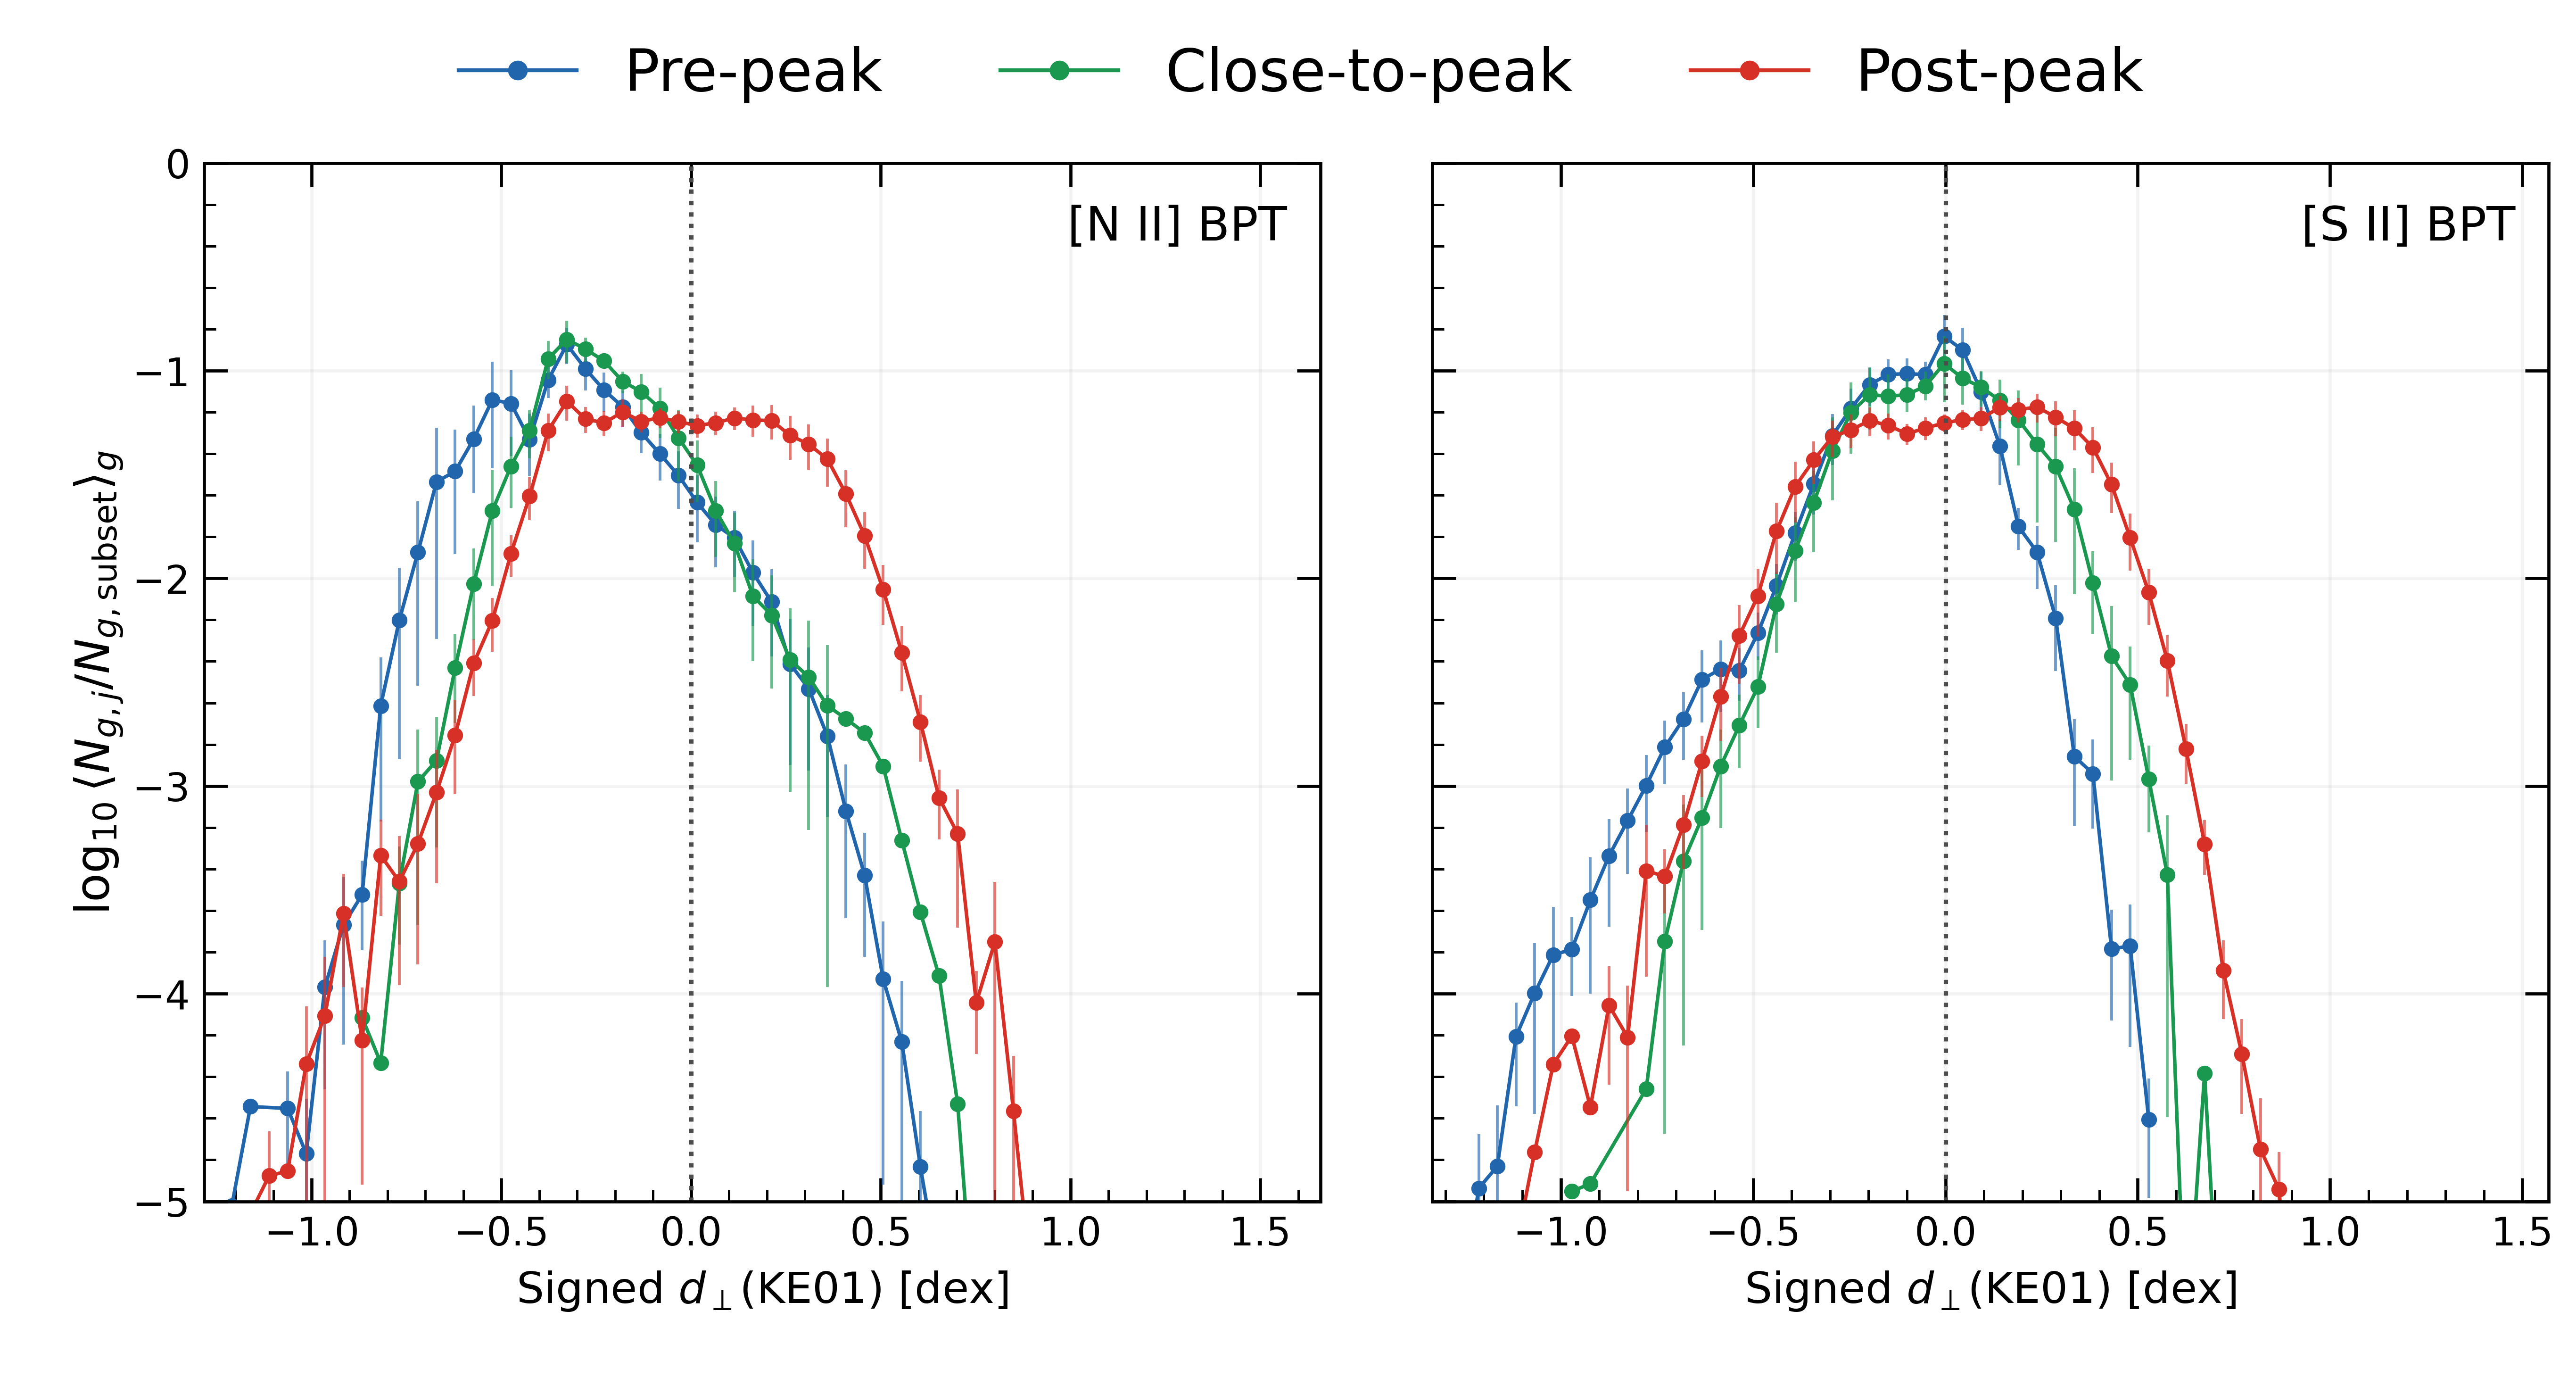 Pre-peak Close-to-peak Post-peak
[N II] BPT
[S II] BPT
log₁₀ ⟨N_{g,j}/N_{g,subset}⟩_g
0
−1
−2
−3
−4
−5
−1.0 −0.5 0.0 0.5 1.0 1.5
−1.0 −0.5 0.0 0.5 1.0 1.5
Signed d⊥(KE01) [dex]
Signed d⊥(KE01) [dex]